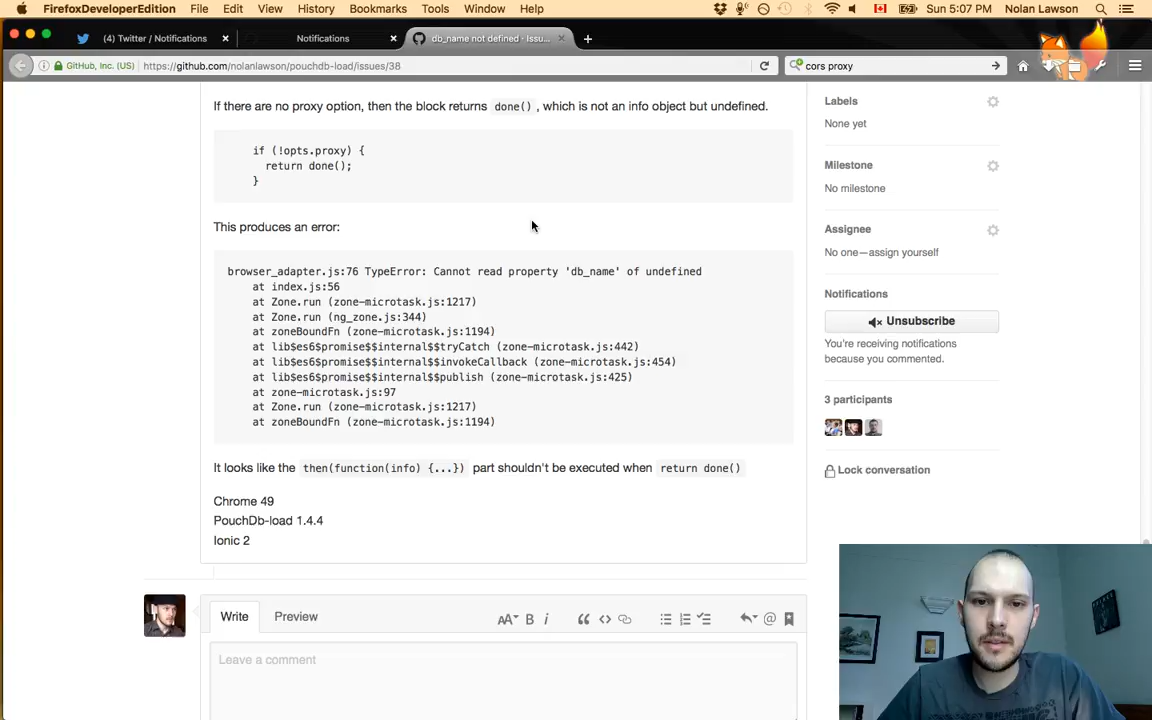 FirefoxDeveloperEdition File Edit View History Bookmarks Tools Window Help Sun 5:07 PM Nolan Lawson
(4) Twitter / Notifications Notifications db_name not defined · Issu...
GitHub, Inc. (US) https://github.com/nolanlawson/pouchdb-load/issues/38 cors proxy
If there are no proxy option, then the block returns done() , which is not an info object but undefined.
if (!opts.proxy) {
return done();
}
This produces an error:
browser_adapter.js:76 TypeError: Cannot read property 'db_name' of undefined
at index.js:56
at Zone.run (zone-microtask.js:1217)
at Zone.run (ng_zone.js:344)
at zoneBoundFn (zone-microtask.js:1194)
at lib$es6$promise$$internal$$tryCatch (zone-microtask.js:442)
at lib$es6$promise$$internal$$invokeCallback (zone-microtask.js:454)
at lib$es6$promise$$internal$$publish (zone-microtask.js:425)
at zone-microtask.js:97
at Zone.run (zone-microtask.js:1217)
at zoneBoundFn (zone-microtask.js:1194)
It looks like the then(function(info) {...}) part shouldn't be executed when return done()
Chrome 49
PouchDb-load 1.4.4
Ionic 2
Write Preview
AA B i
Leave a comment
Labels
None yet
Milestone
No milestone
Assignee
No one—assign yourself
Notifications
Unsubscribe
You're receiving notifications
because you commented.
3 participants
Lock conversation